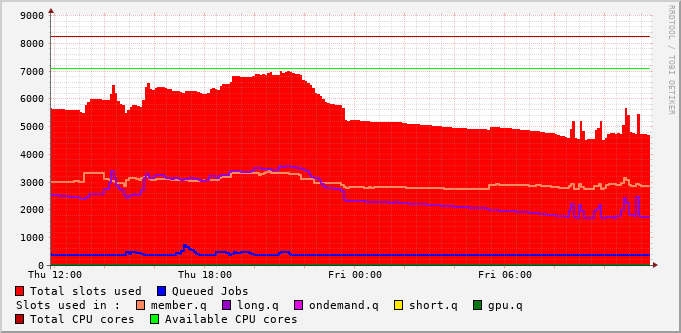 9000
8000
7000
6000
5000
4000
3000
2000
1000
0
Thu 12:00 Thu 18:00 Fri 00:00 Fri 06:00
Total slots used Queued Jobs
Slots used in : member.q long.q ondemand.q short.q gpu.q
Total CPU cores Available CPU cores
RRDTOOL / TOBI OETIKER